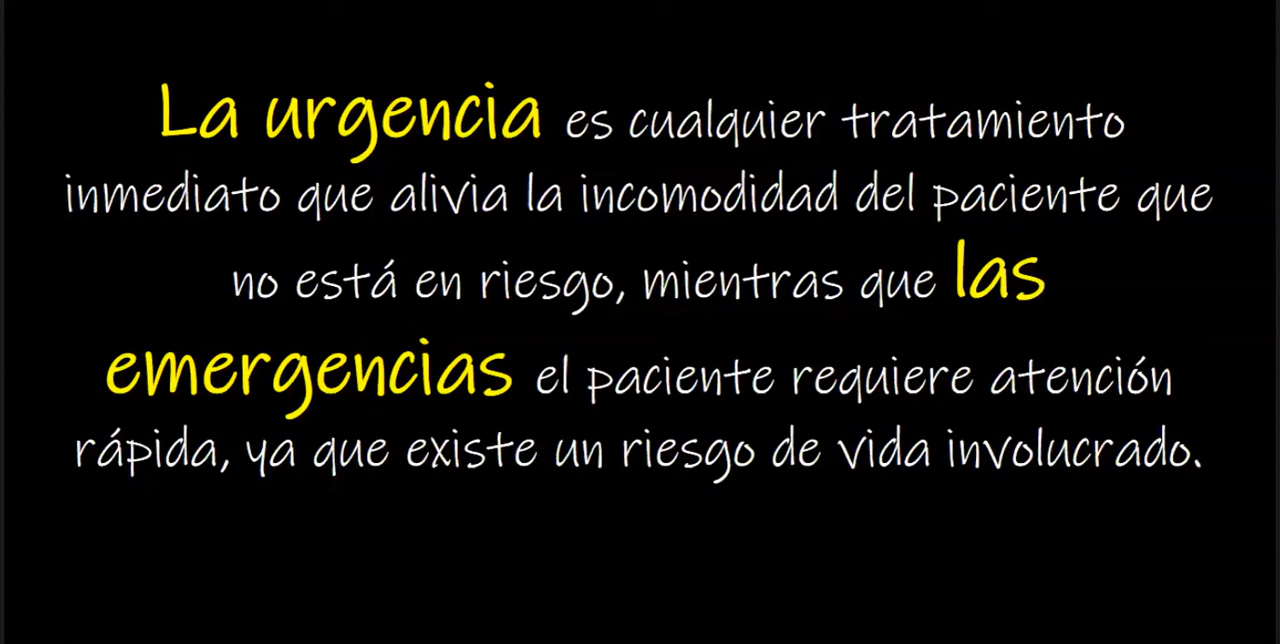 La urgencia es cualquier tratamiento
inmediato que alivia la incomodidad del paciente que
no está en riesgo, mientras que las
emergencias el paciente requiere atención
rápida, ya que existe un riesgo de vida involucrado.